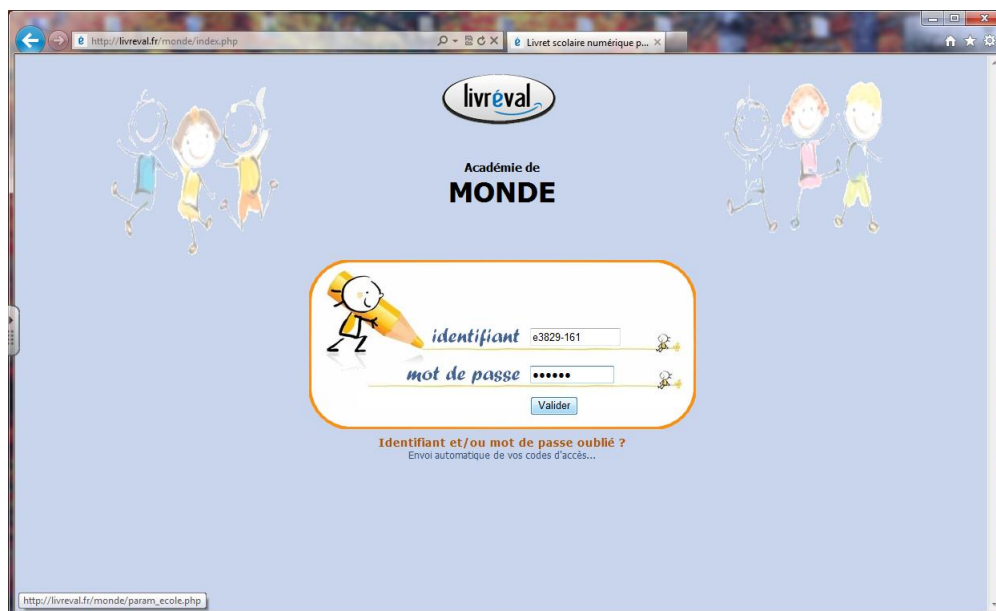 http://livreval.fr/monde/index.php
Livret scolaire numérique p...
livréval
Académie de
MONDE
identifiant e3829-161
mot de passe ••••••
Valider
Identifiant et/ou mot de passe oublié ?
Envoi automatique de vos codes d'accès...
http://livreval.fr/monde/param_ecole.php